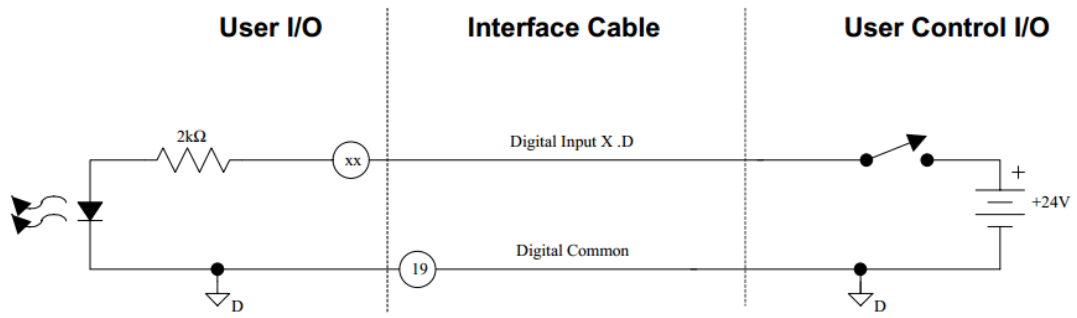 User I/O
Interface Cable
User Control I/O
2kΩ
xx
Digital Input X .D
+
+24V
Digital Common
19
D
D